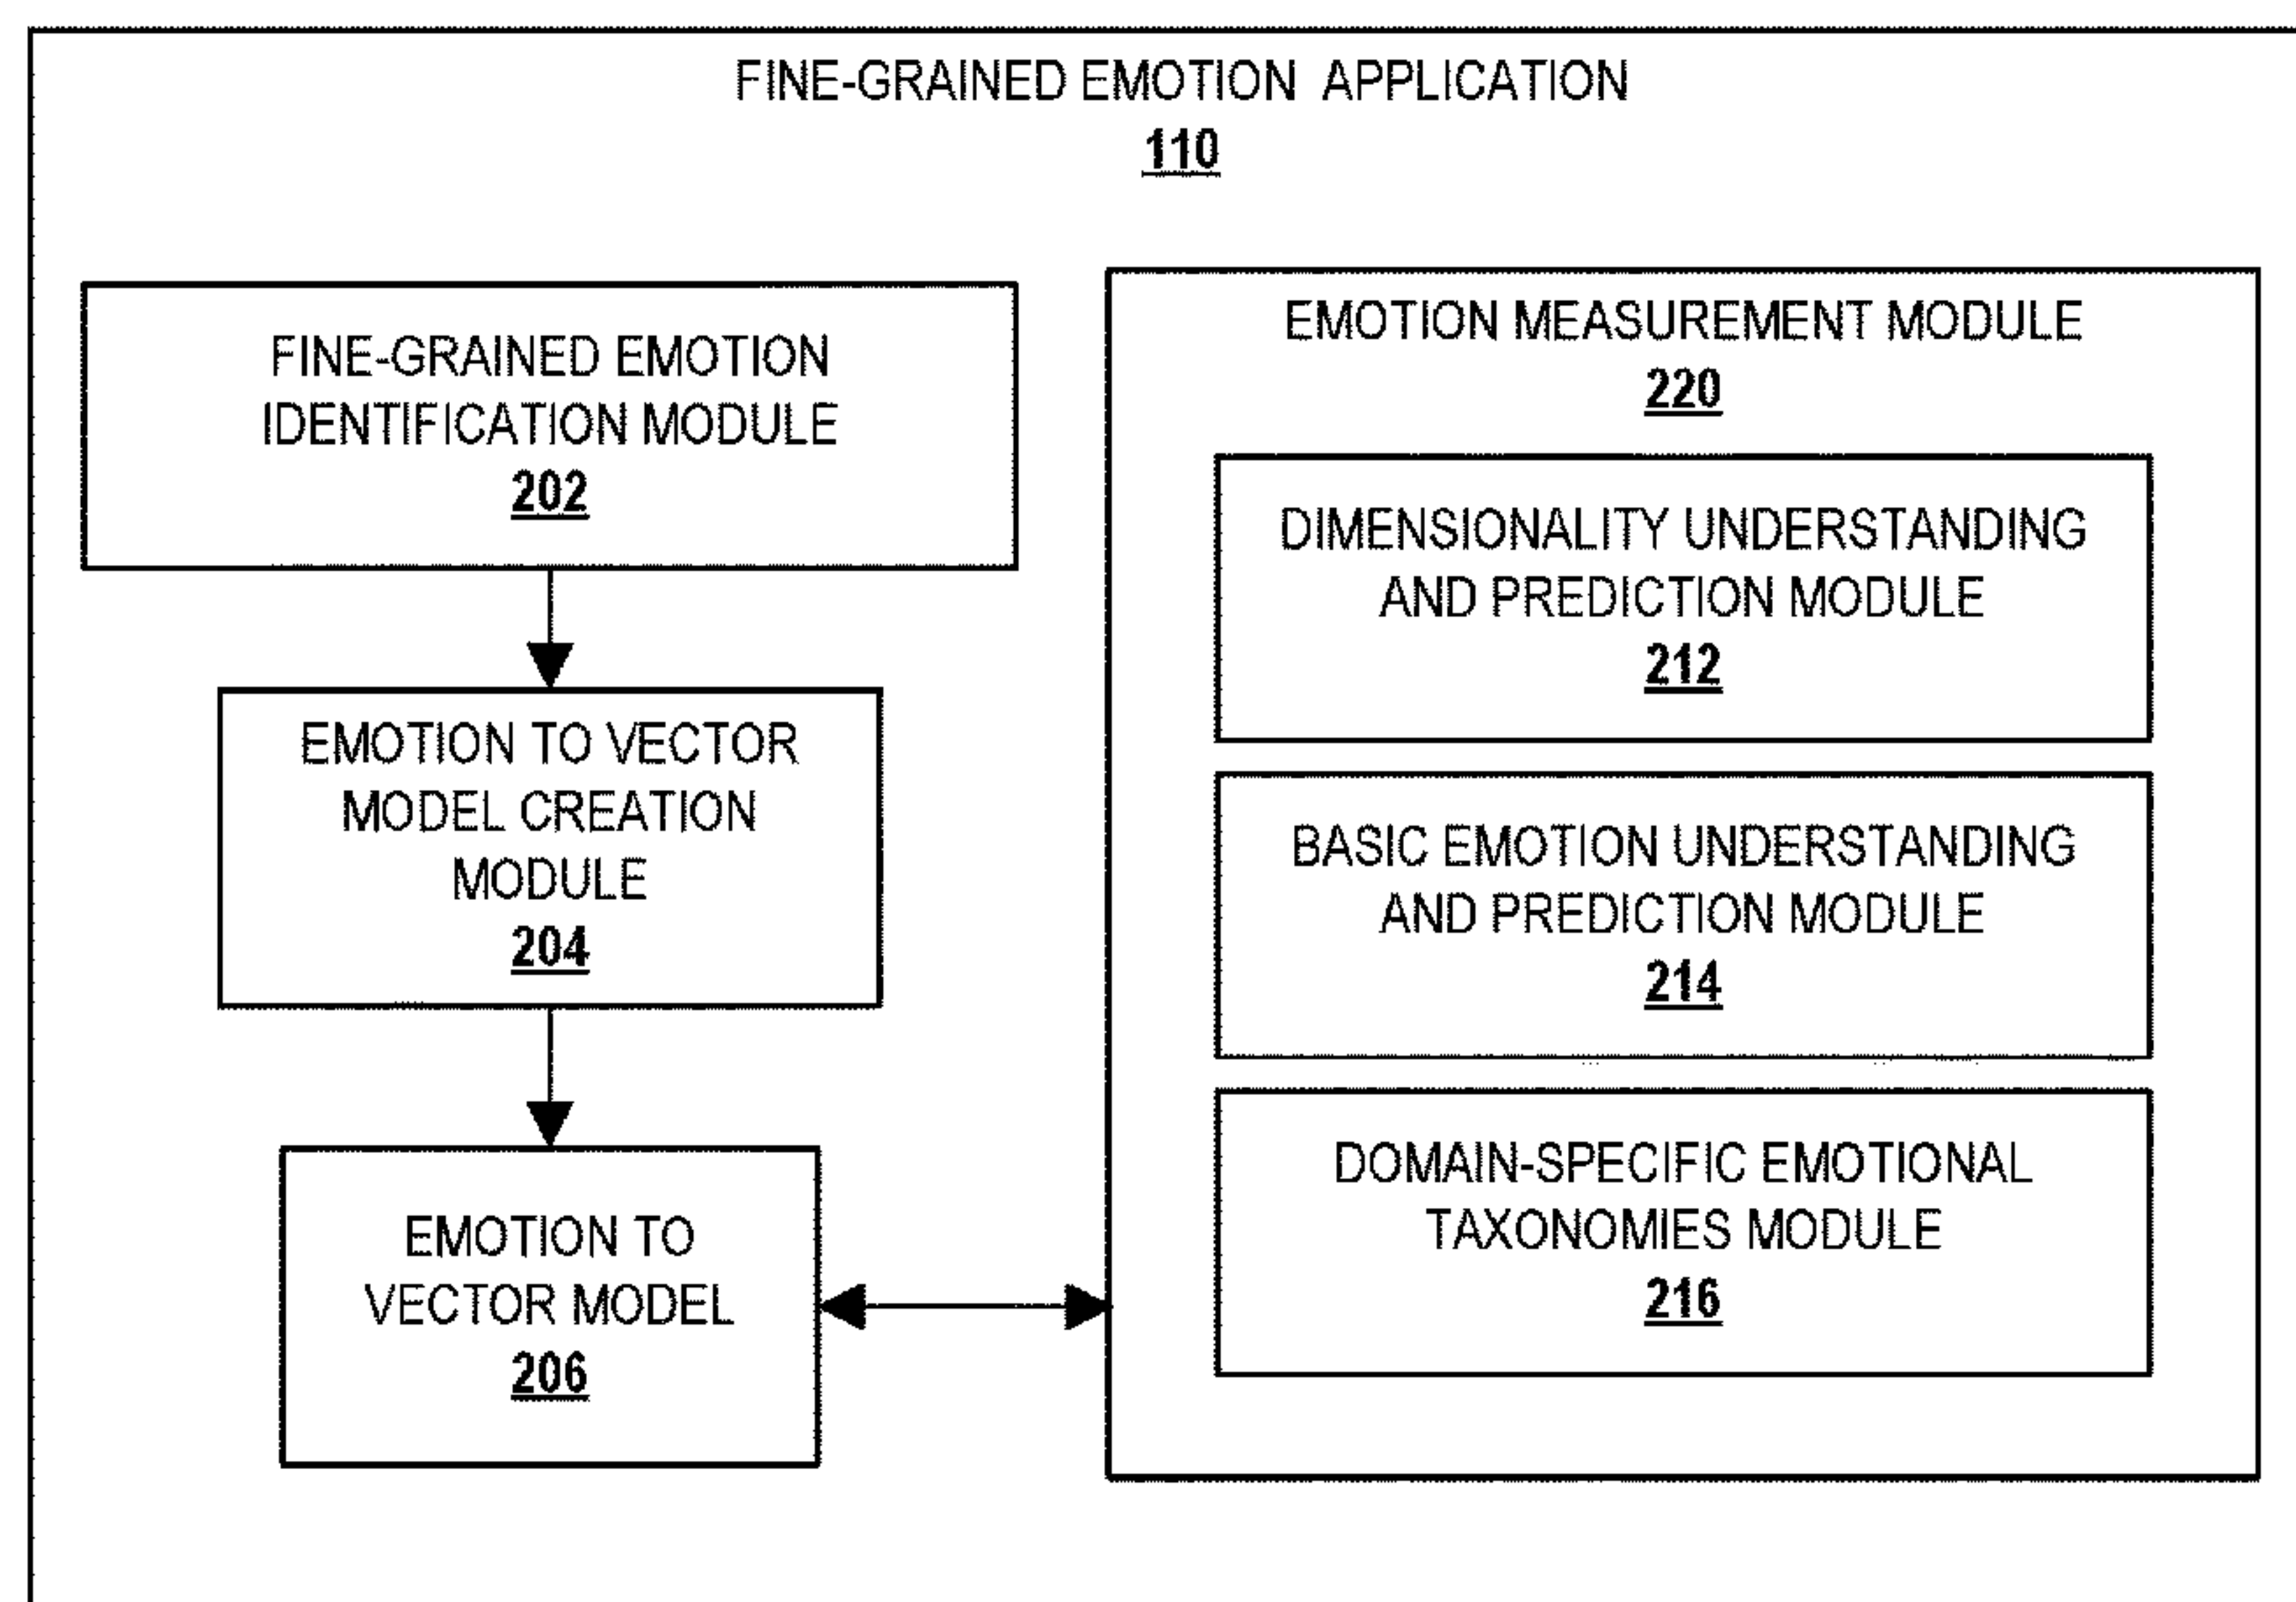 FINE-GRAINED EMOTION APPLICATION
110
FINE-GRAINED EMOTION
IDENTIFICATION MODULE
202
EMOTION TO VECTOR
MODEL CREATION
MODULE
204
EMOTION TO
VECTOR MODEL
206
EMOTION MEASUREMENT MODULE
220
DIMENSIONALITY UNDERSTANDING
AND PREDICTION MODULE
212
BASIC EMOTION UNDERSTANDING
AND PREDICTION MODULE
214
DOMAIN-SPECIFIC EMOTIONAL
TAXONOMIES MODULE
216